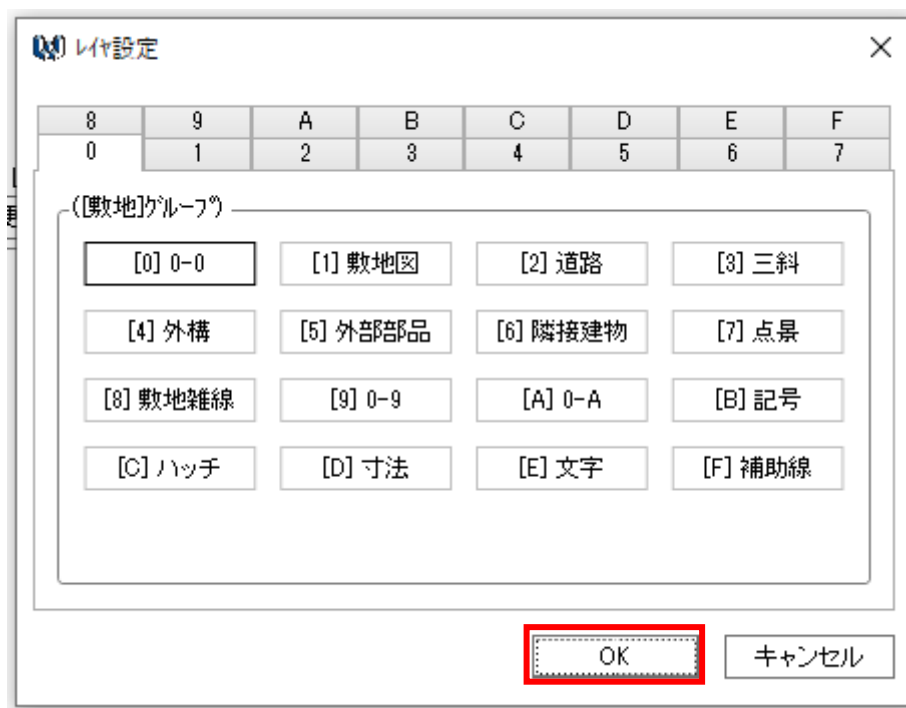 ﾚｲﾔ設定
8 9 A B C D E F
0 1 2 3 4 5 6 7
([敷地]ｸﾞﾙｰﾌﾟ)
[0] 0-0 [1] 敷地図 [2] 道路 [3] 三斜
[4] 外構 [5] 外部部品 [6] 隣接建物 [7] 点景
[8] 敷地雑線 [9] 0-9 [A] 0-A [B] 記号
[C] ハッチ [D] 寸法 [E] 文字 [F] 補助線
OK キャンセル